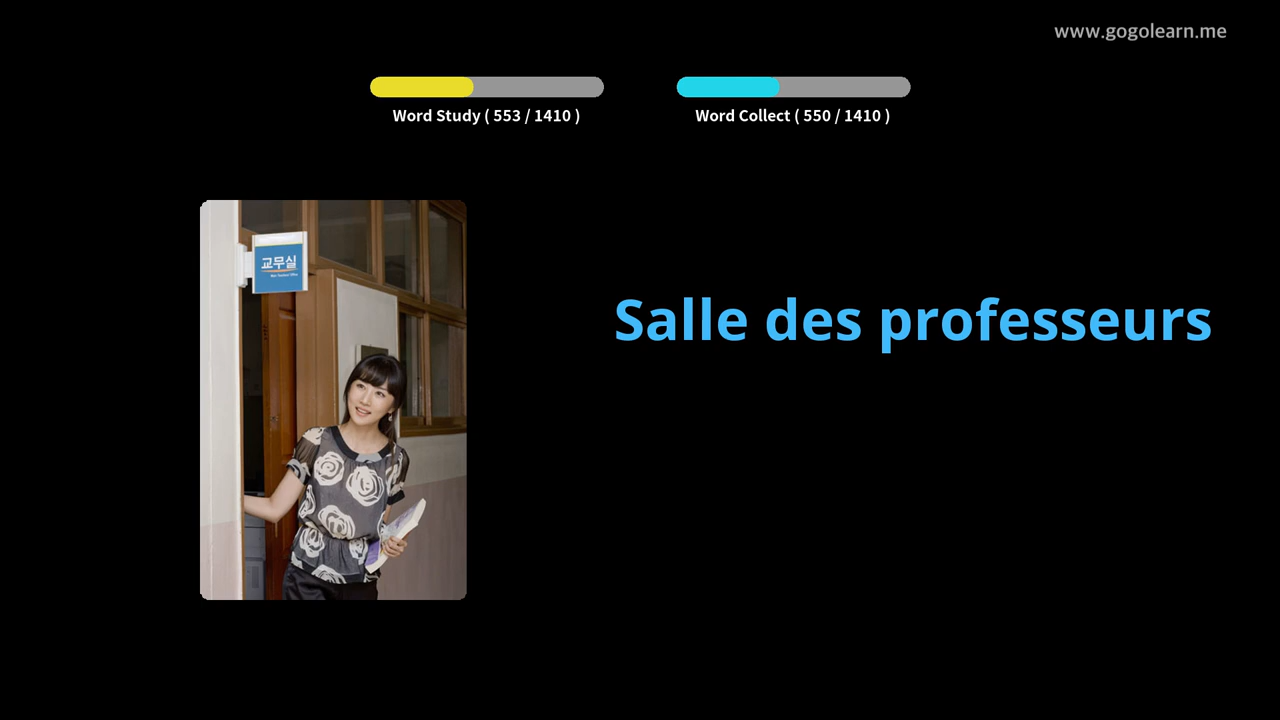 www.gogolearn.me
Word Study ( 553 / 1410 )
Word Collect ( 550 / 1410 )
교무실
Salle des professeurs